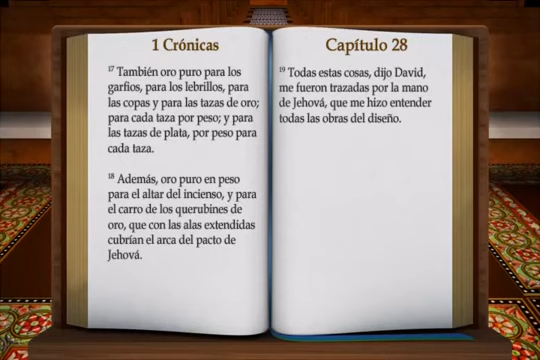 1 Crónicas
17 También oro puro para los
garfios, para los lebrillos, para
las copas y para las tazas de oro;
para cada taza por peso; y para
las tazas de plata, por peso para
cada taza.
18 Además, oro puro en peso
para el altar del incienso, y para
el carro de los querubines de
oro, que con las alas extendidas
cubrían el arca del pacto de
Jehová.
Capítulo 28
19 Todas estas cosas, dijo David,
me fueron trazadas por la mano
de Jehová, que me hizo entender
todas las obras del diseño.